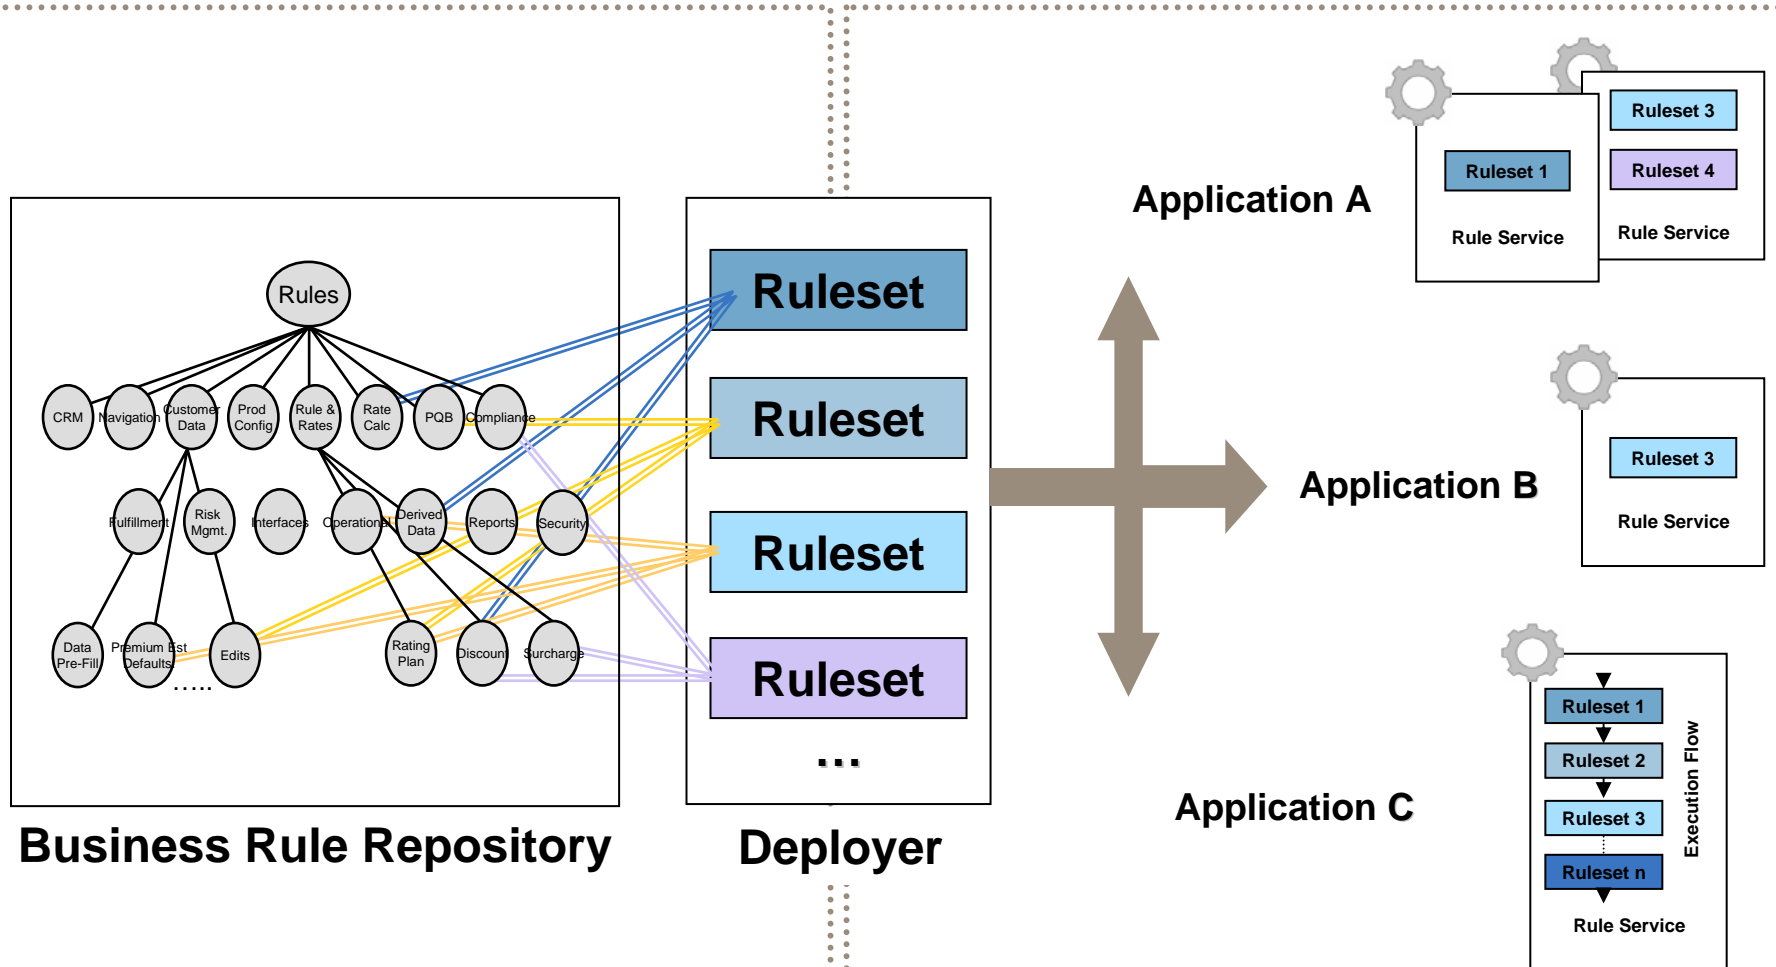 Rules
CRM
Navigation
Customer
Data
Prod
Config
Rule &
Rates
Rate
Calc
PQB
Compliance
Fulfillment
Risk
Mgmt.
Interfaces
Operational
Derived
Data
Reports
Security
Data
Pre-Fill
Premium Est
Defaults.
.....
Edits
Rating
Plan
Discount
Surcharge
Business Rule Repository
Ruleset
Ruleset
Ruleset
Ruleset
...
Deployer
Application A
Ruleset 1
Rule Service
Ruleset 3
Ruleset 4
Rule Service
Application B
Ruleset 3
Rule Service
Application C
Ruleset 1
Ruleset 2
Ruleset 3
Ruleset n
Execution Flow
Rule Service